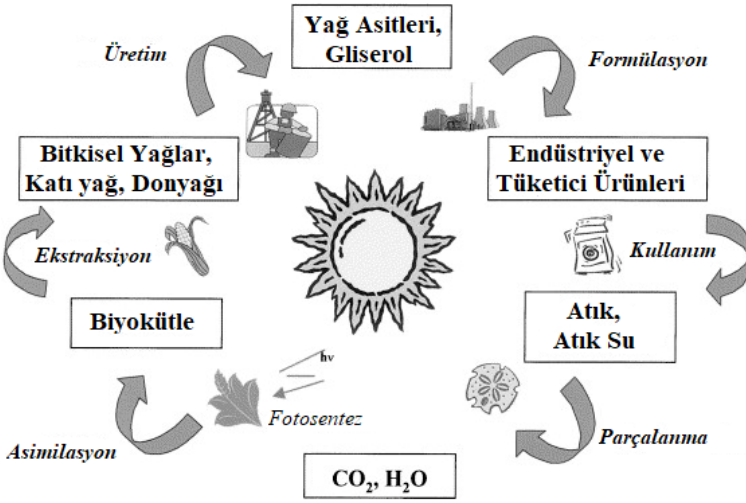 Yağ Asitleri,
Gliserol
Üretim
Formülasyon
Bitkisel Yağlar,
Katı yağ, Donyağı
Endüstriyel ve
Tüketici Ürünleri
Ekstraksiyon
Kullanım
Biyokütle
Atık,
Atık Su
hν
Fotosentez
Asimilasyon
Parçalanma
CO₂, H₂O